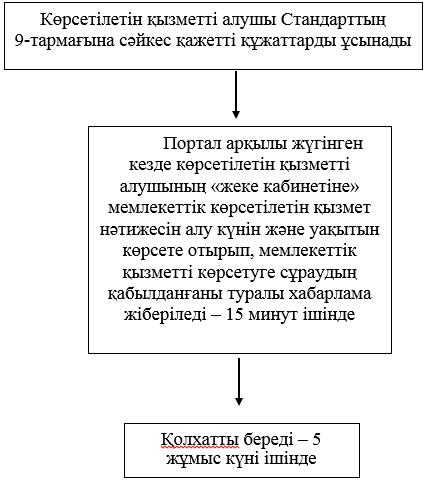 Көрсетілетін қызметті алушы Стандарттың
9-тармағына сәйкес қажетті құжаттарды ұсынады
Портал арқылы жүгінген
кезде көрсетілетін қызметті
алушының «жеке кабинетіне»
мемлекеттік көрсетілетін қызмет
нәтижесін алу күнін және уақытын
көрсете отырып, мемлекеттік
қызметті көрсетуге сұраудың
қабылданғаны туралы хабарлама
жіберіледі – 15 минут ішінде
Қолхатты береді – 5
жұмыс күні ішінде